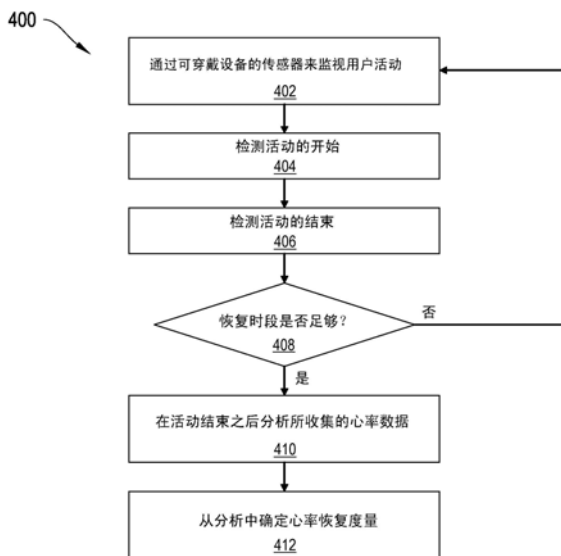 400
通过可穿戴设备的传感器来监视用户活动
402
检测活动的开始
404
检测活动的结束
406
恢复时段是否足够？
408
否
是
在活动结束之后分析所收集的心率数据
410
从分析中确定心率恢复度量
412